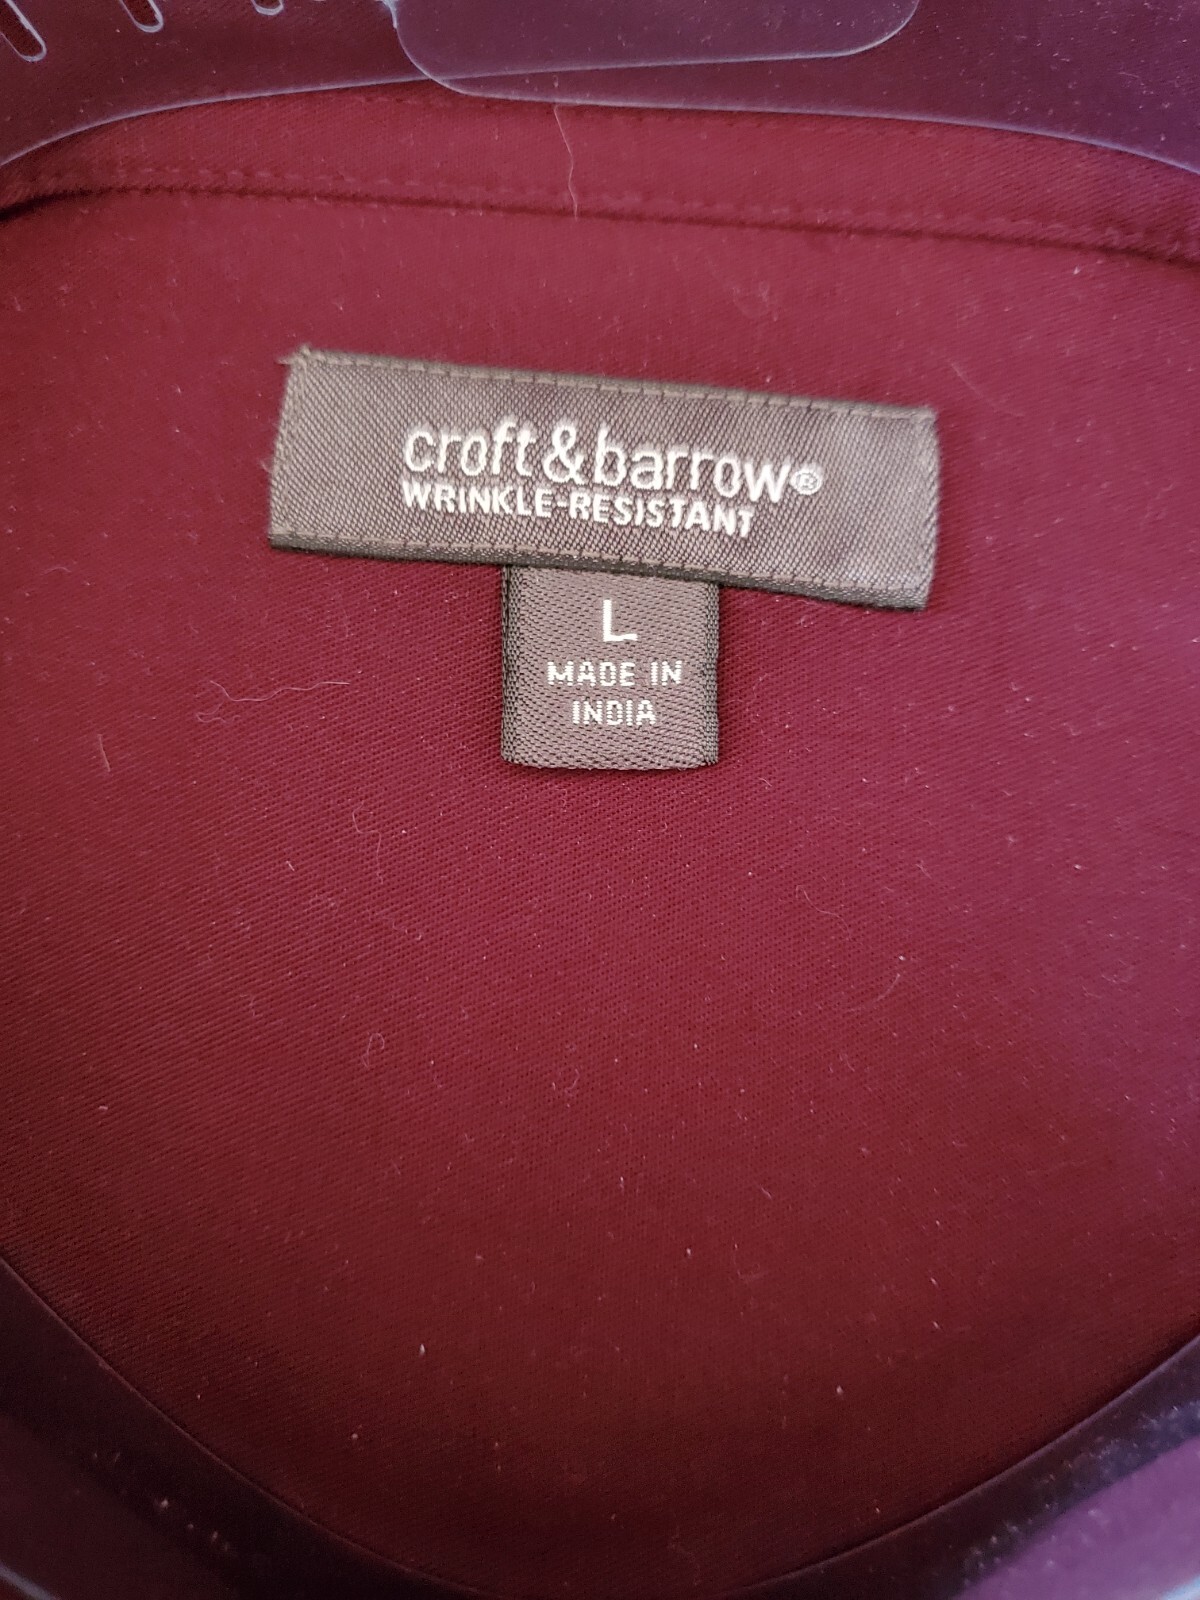 croft&barrow®
WRINKLE-RESISTANT
L
MADE IN
INDIA